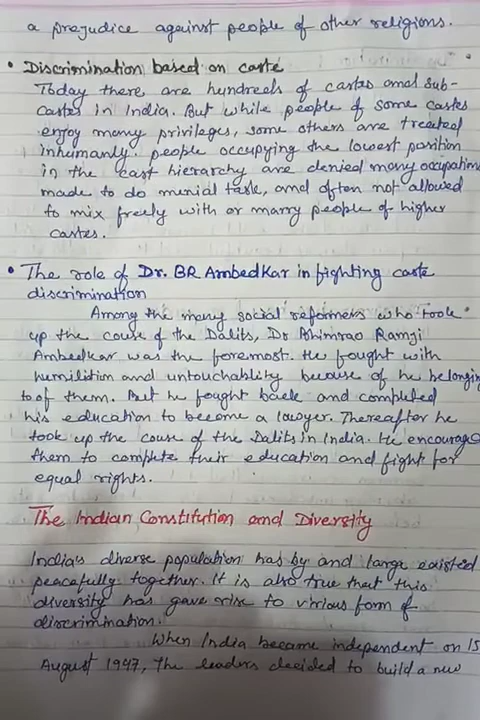 a prejudice against people of other religions.
• Discrimination based on caste
Today there are hundreels of castes and sub-
castes in India. But while people of some castes
enjoy many privileges, some others are treated
inhumanly. people occupying the lowest parition
in the cast hierarchy are denied many occupations
made to do menial task, and often not allowed
to mix freely with or marry people of higher
castes.
• The role of Dr. BR Ambedkar in fighting caste
discrimination
Among the many social reformers who took
up the couse of the Dalits, Dr Bhimrao Ramji
Ambedkar was the foremost. He fought with
humilition and untouchablity because of he belonging
to of them. But he fought back and completed
his education to become a lawyer. Thereafter he
took up the couse of the Dalits in India. He encourage
them to complete their education and fight for
equal rights.
The Indian Constitution and Diversity
India's diverse population has by and large existed
peacefully together. It is also true that this
diversity has gave rise to virious form of
discrimination.
When India became independent on 15
August 1947, the leaders decided to build a new